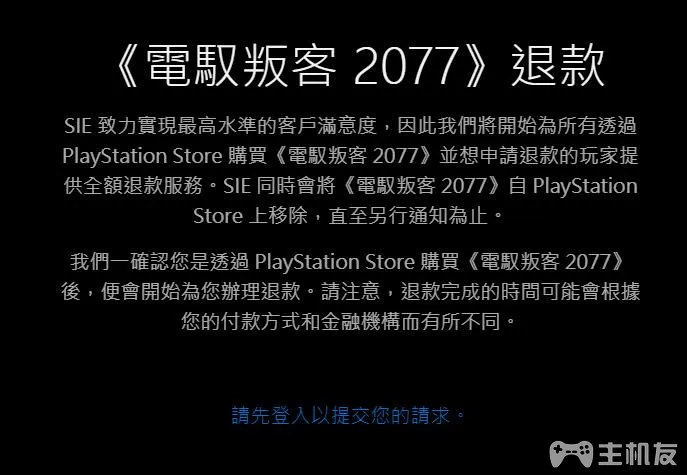 《電馭叛客 2077》退款
SIE 致力實現最高水準的客戶滿意度，因此我們將開始為所有透過
PlayStation Store 購買《電馭叛客 2077》並想申請退款的玩家提
供全額退款服務。SIE 同時會將《電馭叛客 2077》自 PlayStation
Store 上移除，直至另行通知為止。
我們一確認您是透過 PlayStation Store 購買《電馭叛客 2077》
後，便會開始為您辦理退款。請注意，退款完成的時間可能會根據
您的付款方式和金融機構而有所不同。
請先登入以提交您的請求。
主机友